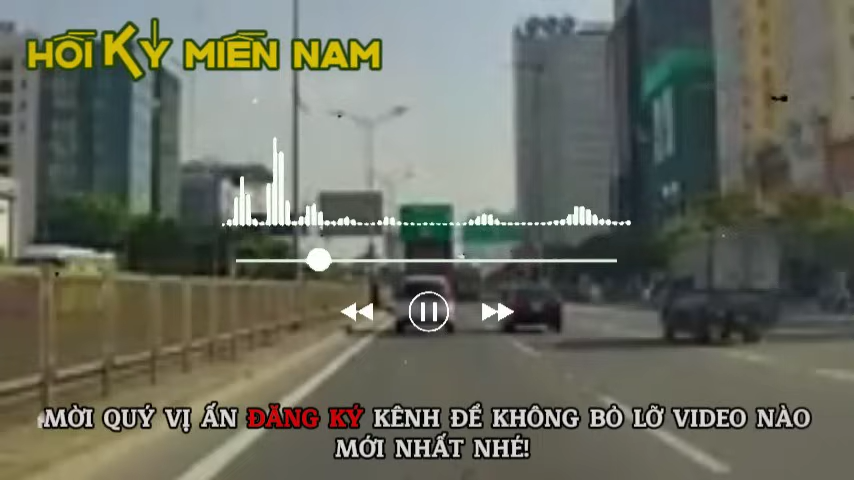 HỒI KÝ MIỀN NAM
MỜI QUÝ VỊ ẤN ĐĂNG KÝ KÊNH ĐỂ KHÔNG BỎ LỠ VIDEO NÀO
MỚI NHẤT NHÉ!